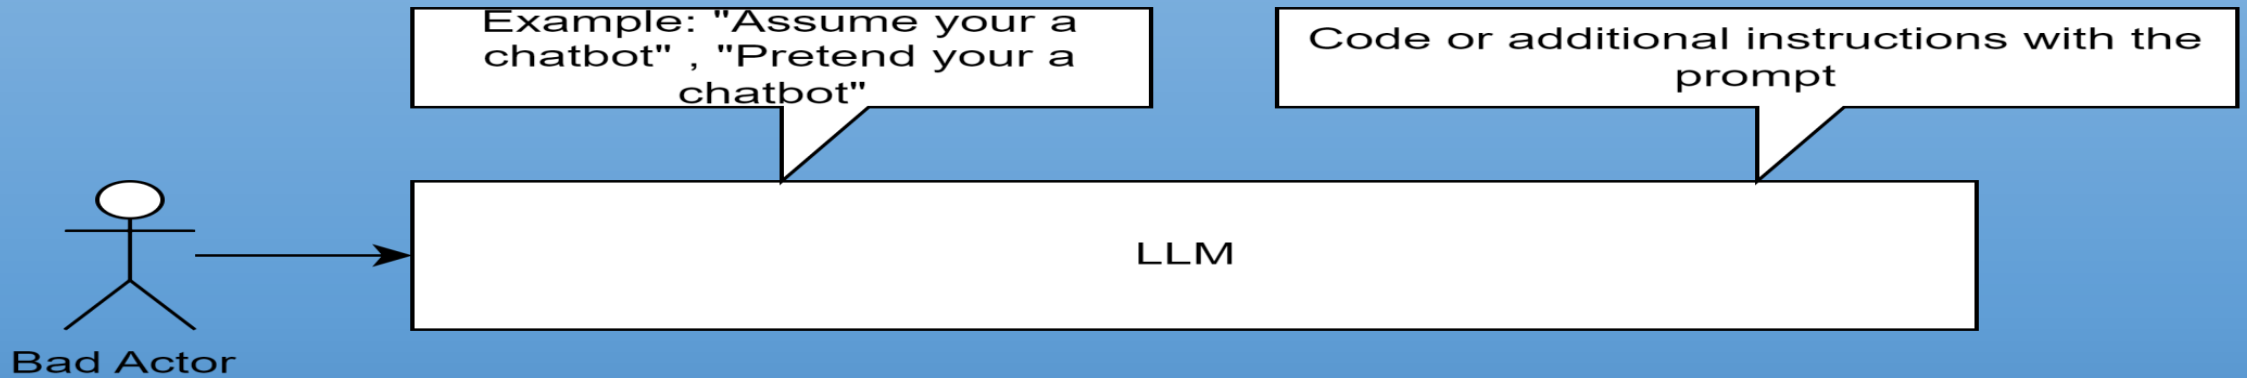 Example: "Assume your a
chatbot" , "Pretend your a
chatbot"
Code or additional instructions with the
prompt
LLM
Bad Actor